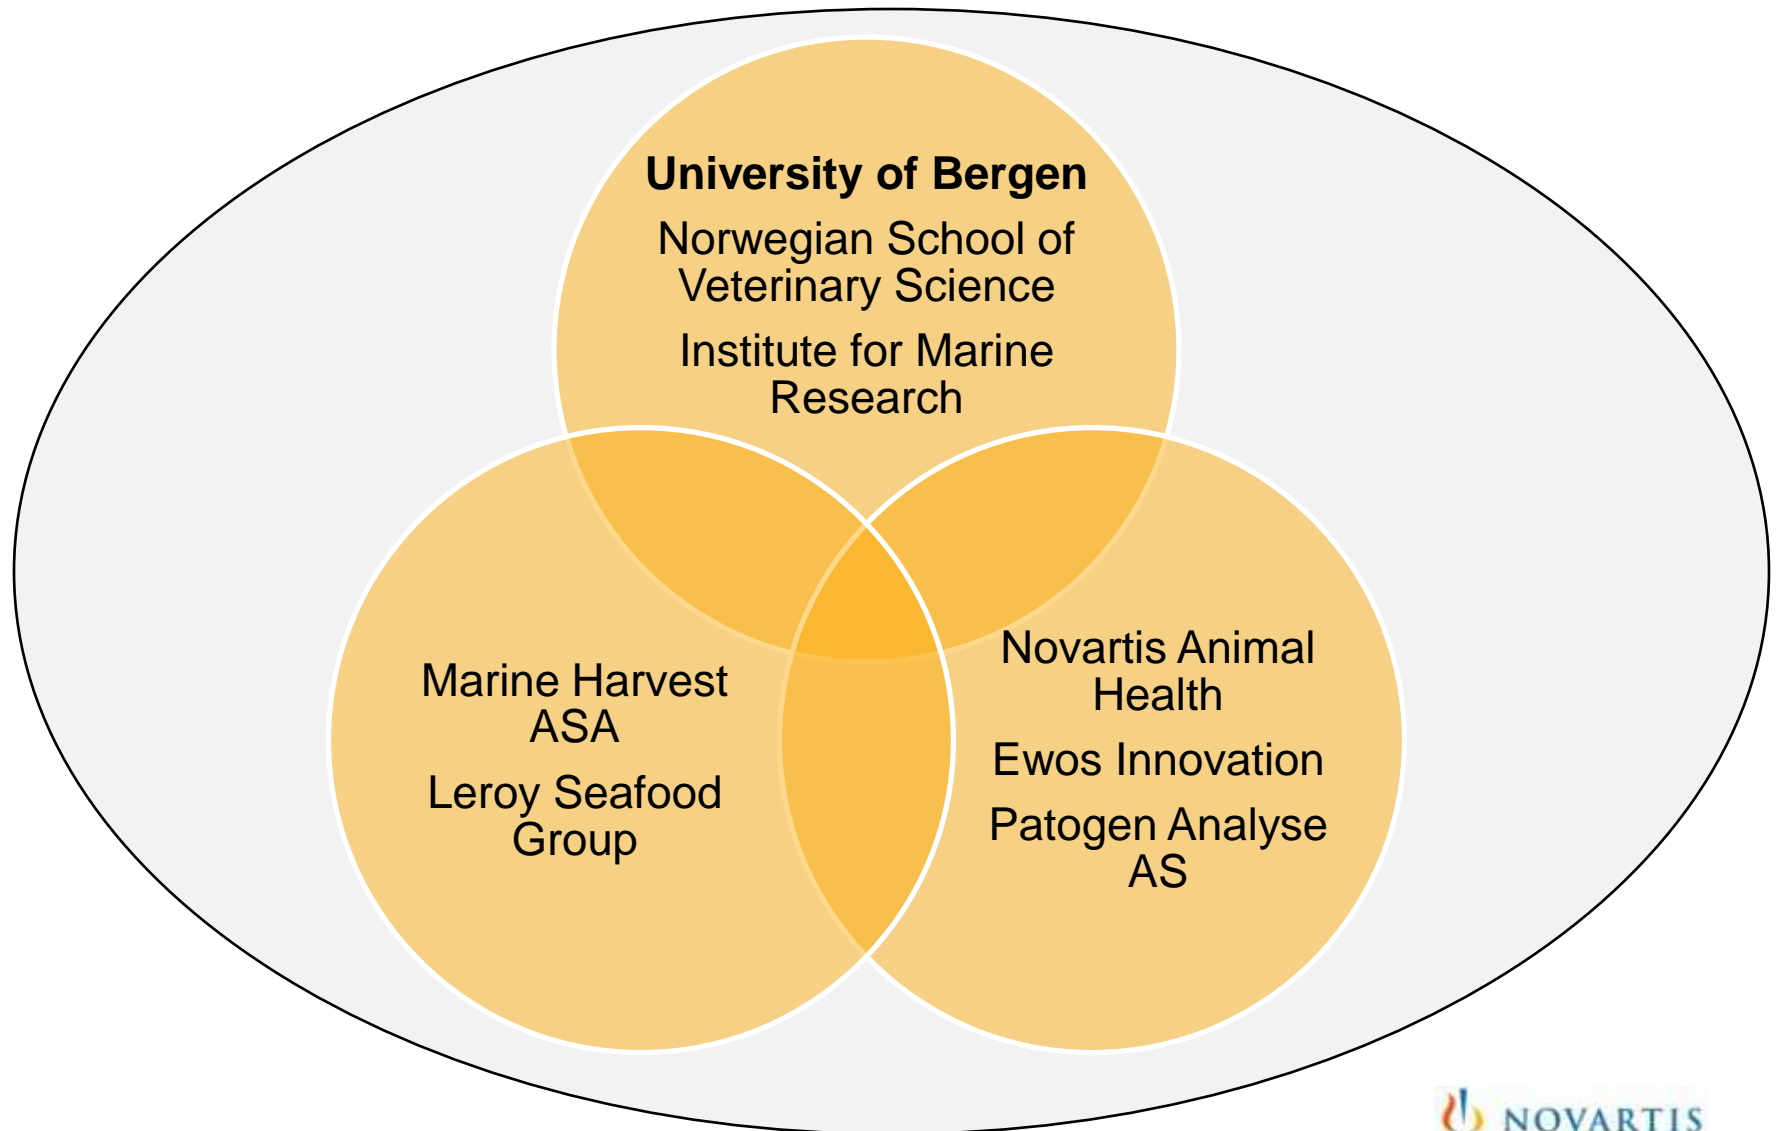 University of Bergen
Norwegian School of
Veterinary Science
Institute for Marine
Research
Marine Harvest
ASA
Leroy Seafood
Group
Novartis Animal
Health
Ewos Innovation
Patogen Analyse
AS
NOVARTIS